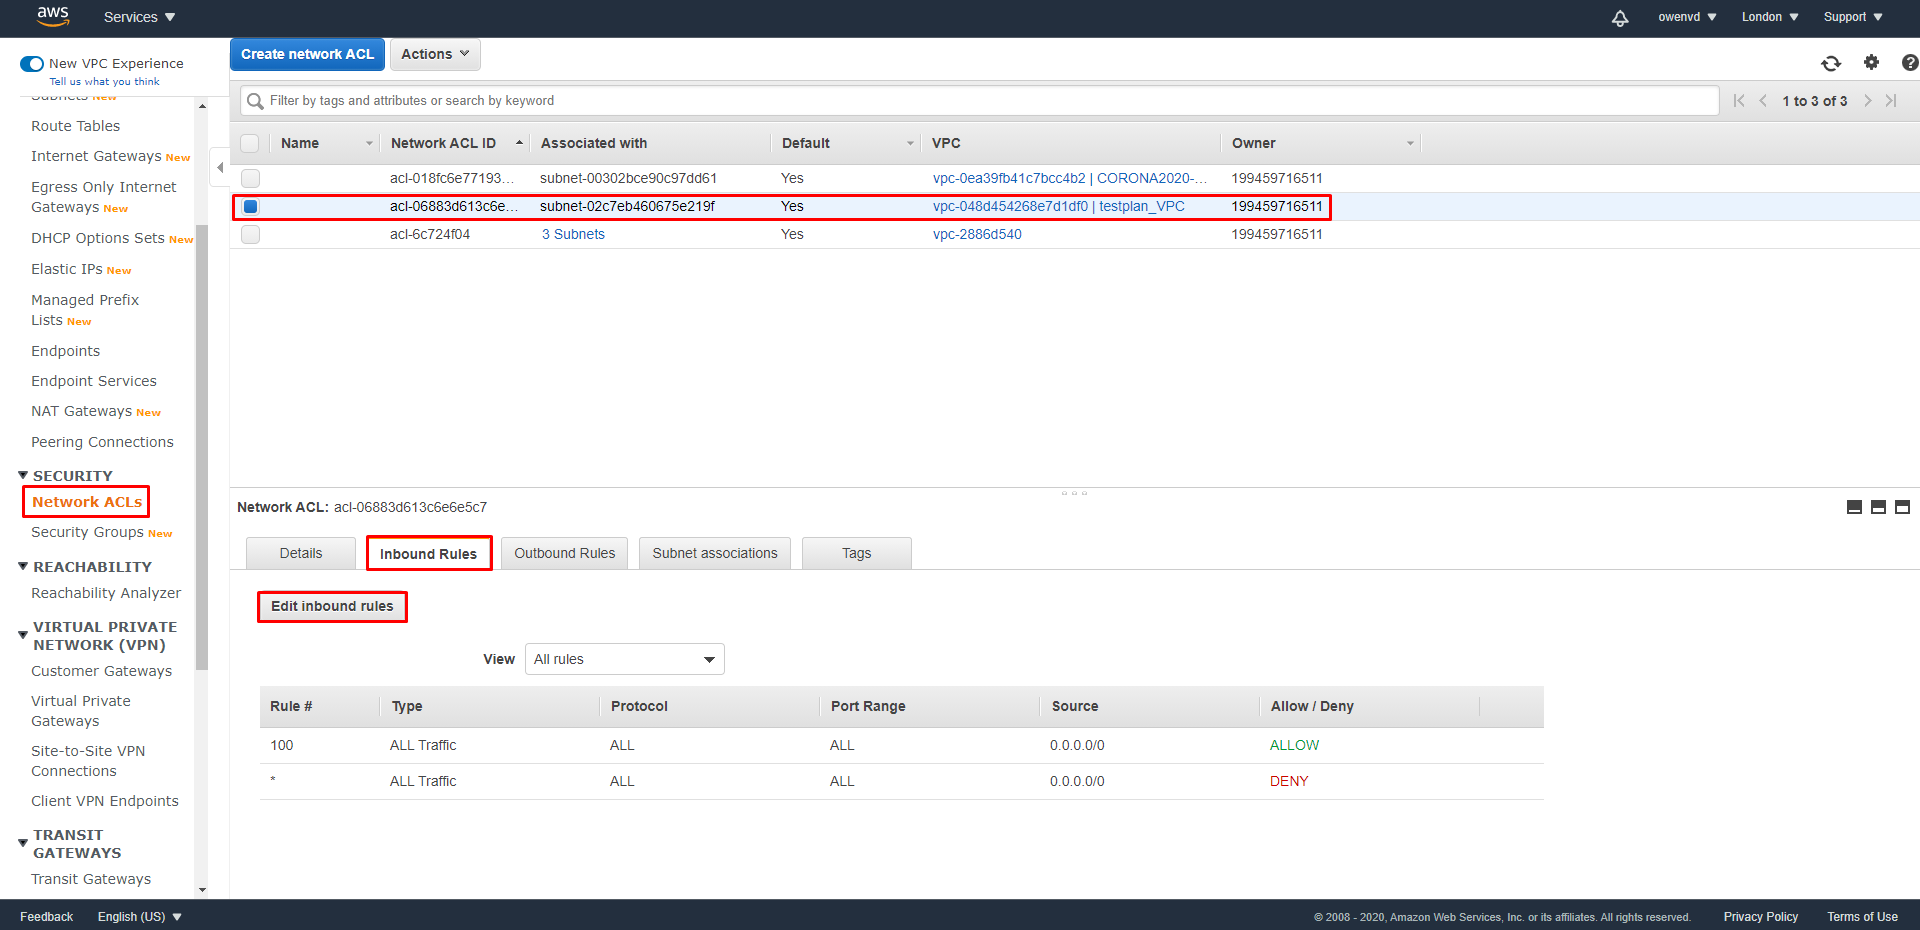 aws Services owenvd London Support
New VPC Experience
Tell us what you think
Create network ACL Actions
Filter by tags and attributes or search by keyword
1 to 3 of 3
Subnets New
Route Tables
Internet Gateways New
Egress Only Internet
Gateways New
DHCP Options Sets New
Elastic IPs New
Managed Prefix
Lists New
Endpoints
Endpoint Services
NAT Gateways New
Peering Connections
SECURITY
Network ACLs
Security Groups New
REACHABILITY
Reachability Analyzer
VIRTUAL PRIVATE
NETWORK (VPN)
Customer Gateways
Virtual Private
Gateways
Site-to-Site VPN
Connections
Client VPN Endpoints
TRANSIT
GATEWAYS
Transit Gateways
Name Network ACL ID Associated with Default VPC Owner
acl-018fc6e77193... subnet-00302bce90c97dd61 Yes vpc-0ea39fb41c7bcc4b2 | CORONA2020-... 199459716511
acl-06883d613c6e... subnet-02c7eb460675e219f Yes vpc-048d454268e7d1df0 | testplan_VPC 199459716511
acl-6c724f04 3 Subnets Yes vpc-2886d540 199459716511
Network ACL: acl-06883d613c6e6e5c7
Details Inbound Rules Outbound Rules Subnet associations Tags
Edit inbound rules
View All rules
Rule # Type Protocol Port Range Source Allow / Deny
100 ALL Traffic ALL ALL 0.0.0.0/0 ALLOW
* ALL Traffic ALL ALL 0.0.0.0/0 DENY
Feedback English (US) © 2008 - 2020, Amazon Web Services, Inc. or its affiliates. All rights reserved. Privacy Policy Terms of Use